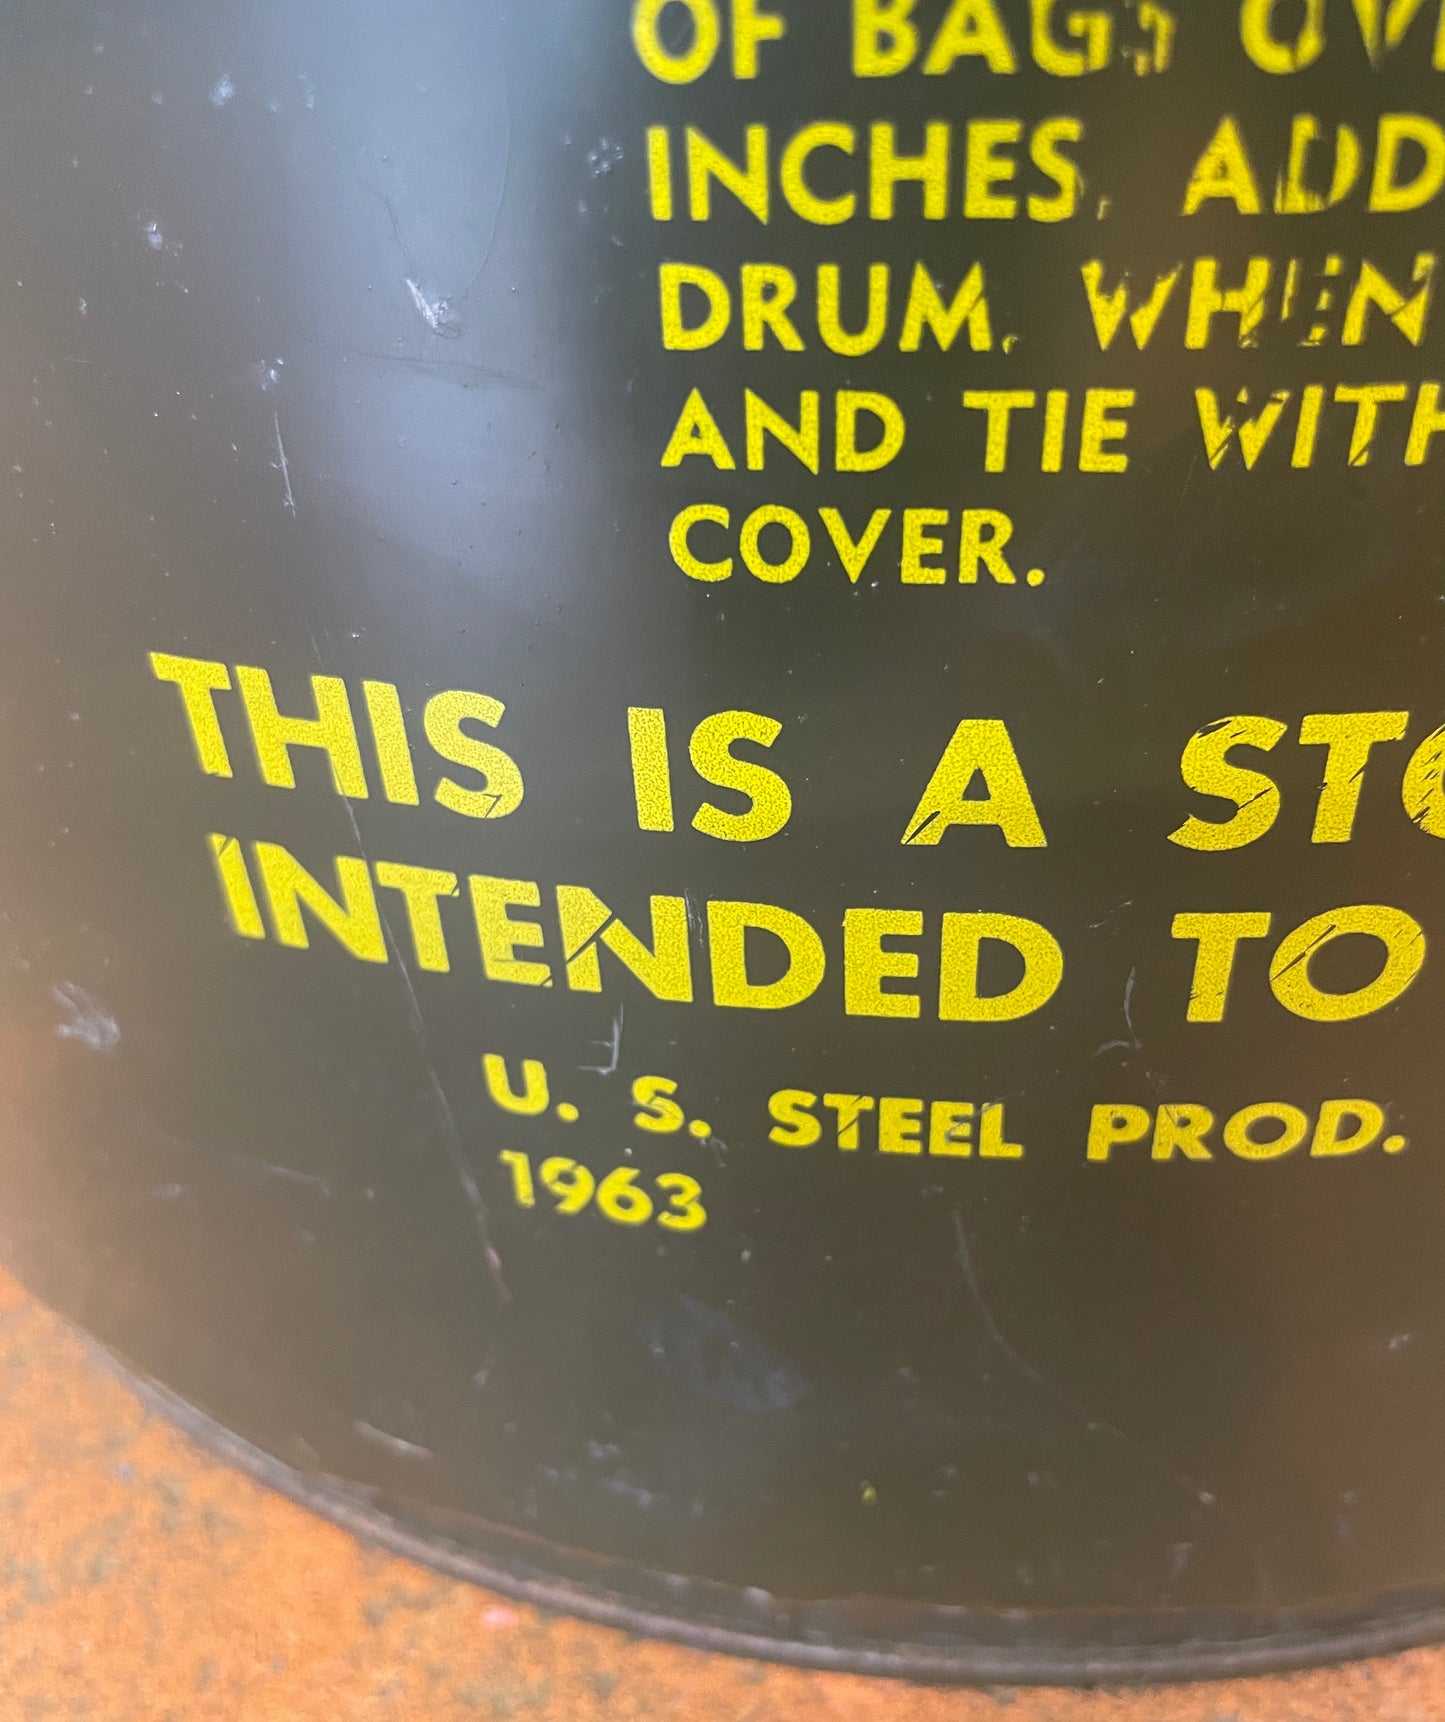 OF BAGS
INCHES. ADD
DRUM. WHEN
AND TIE WITH
COVER.
THIS IS A
INTENDED TO
U. S. STEEL PROD.
1963